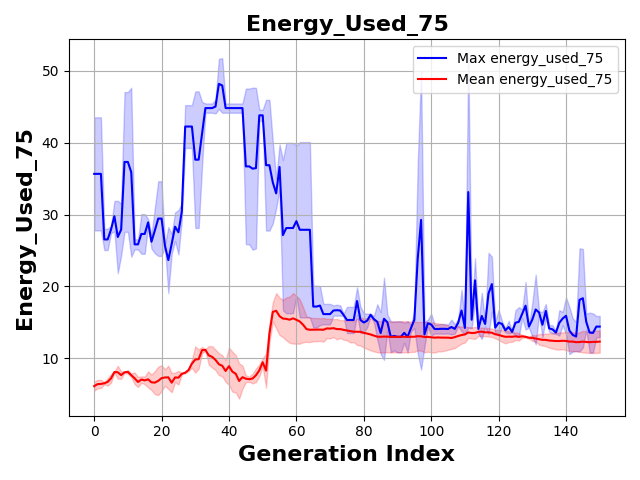 Energy_Used_75
Max energy_used_75
Mean energy_used_75
Energy_Used_75
50
40
30
20
10
0 20 40 60 80 100 120 140
Generation Index